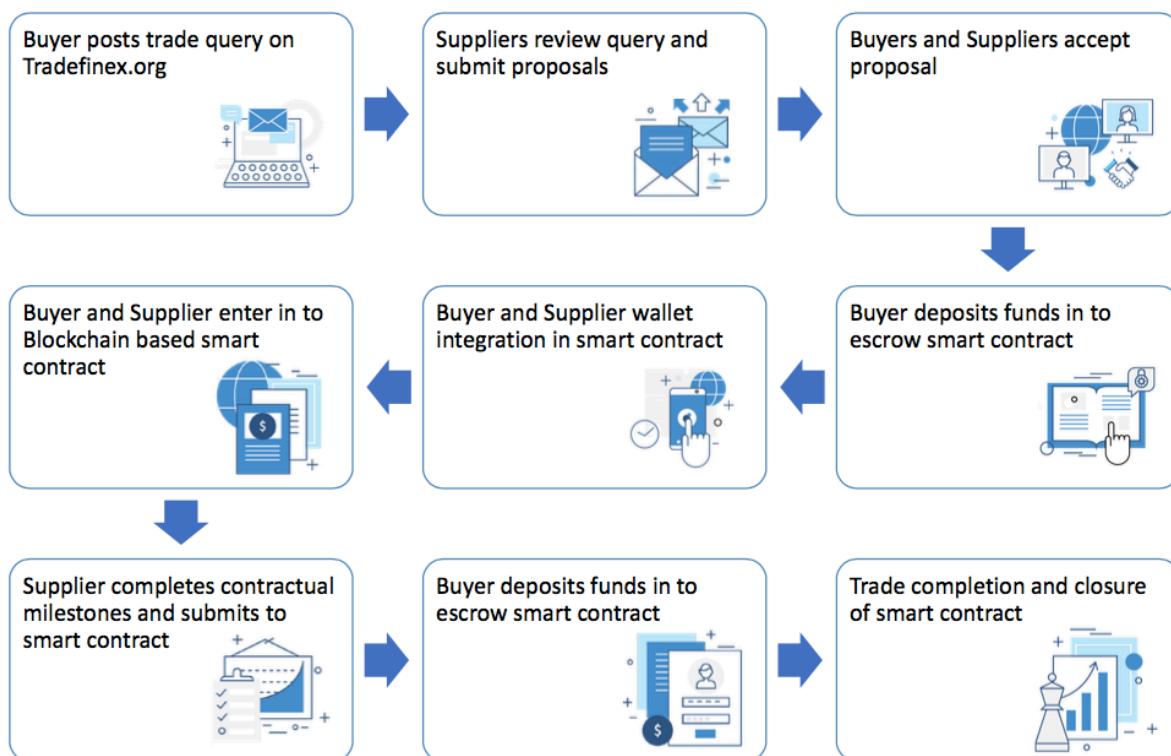 Buyer posts trade query on
Tradefinex.org
Suppliers review query and
submit proposals
Buyers and Suppliers accept
proposal
Buyer deposits funds in to
escrow smart contract
Buyer and Supplier wallet
integration in smart contract
Buyer and Supplier enter in to
Blockchain based smart
contract
$
Supplier completes contractual
milestones and submits to
smart contract
Buyer deposits funds in to
escrow smart contract
$
Trade completion and closure
of smart contract